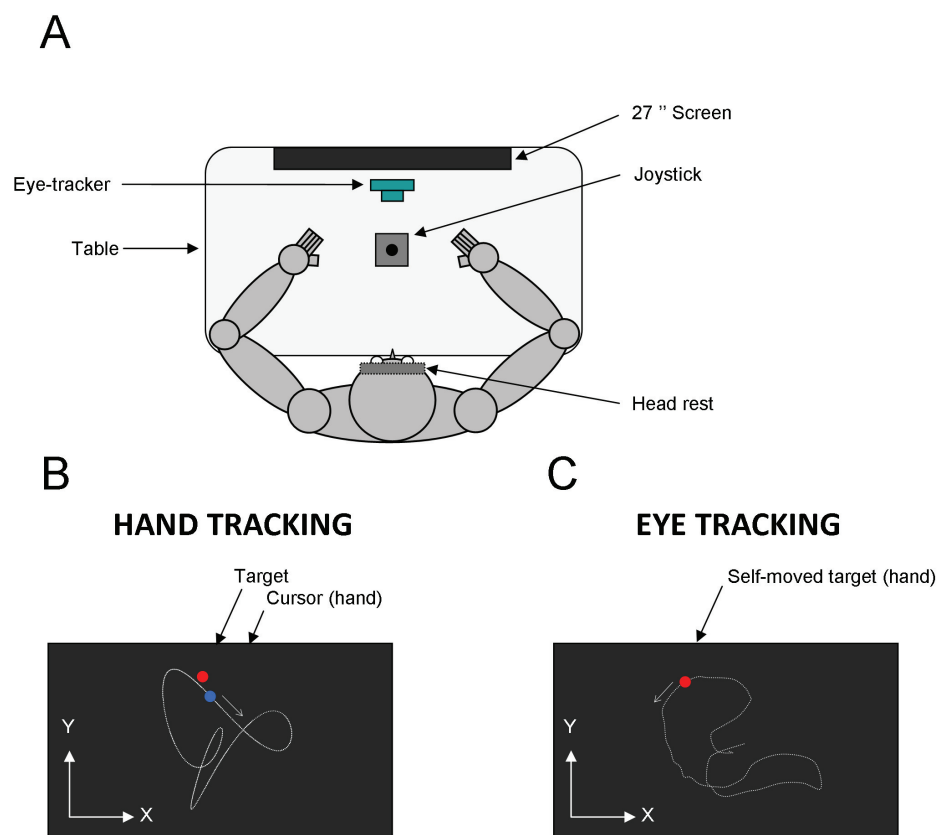 A
27 ’’ Screen
Eye-tracker
Joystick
Table
Head rest
B
C
HAND TRACKING
EYE TRACKING
Target
Cursor (hand)
Self-moved target (hand)
Y
X
Y
X